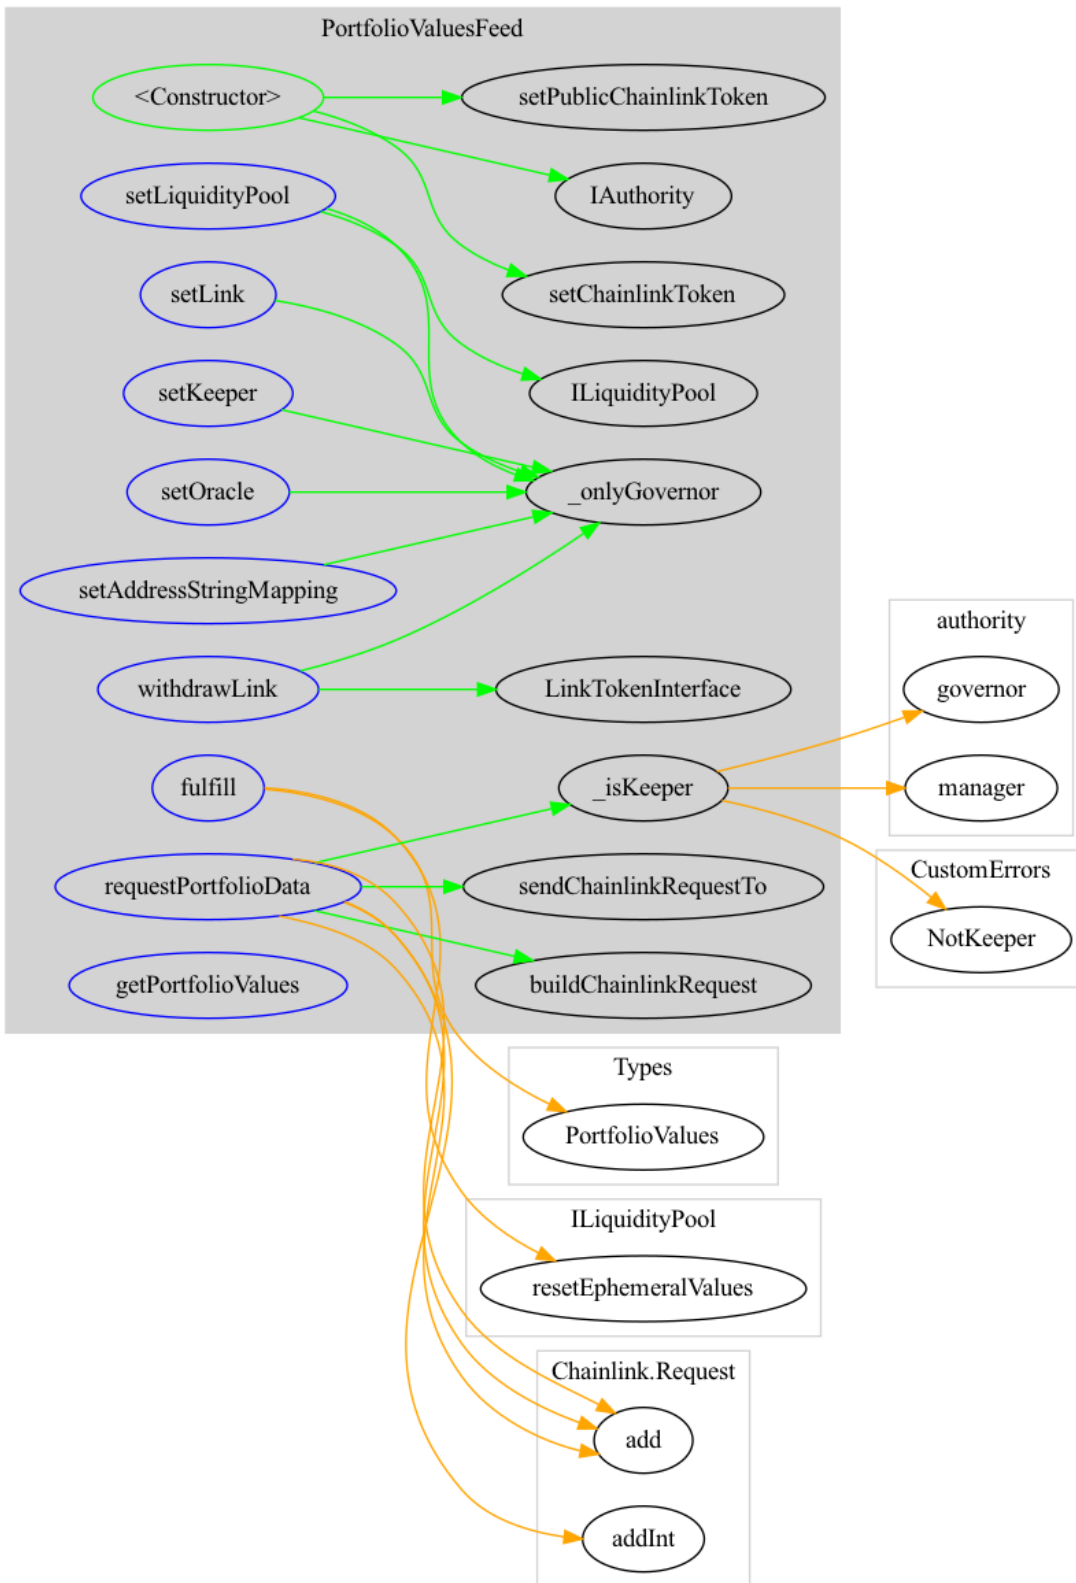 PortfolioValuesFeed
<Constructor>
setPublicChainlinkToken
setLiquidityPool
IAuthority
setLink
setChainlinkToken
setKeeper
ILiquidityPool
setOracle
_onlyGovernor
setAddressStringMapping
authority
withdrawLink
LinkTokenInterface
governor
fulfill
_isKeeper
manager
CustomErrors
requestPortfolioData
sendChainlinkRequestTo
NotKeeper
getPortfolioValues
buildChainlinkRequest
Types
PortfolioValues
ILiquidityPool
resetEphemeralValues
Chainlink.Request
add
addInt